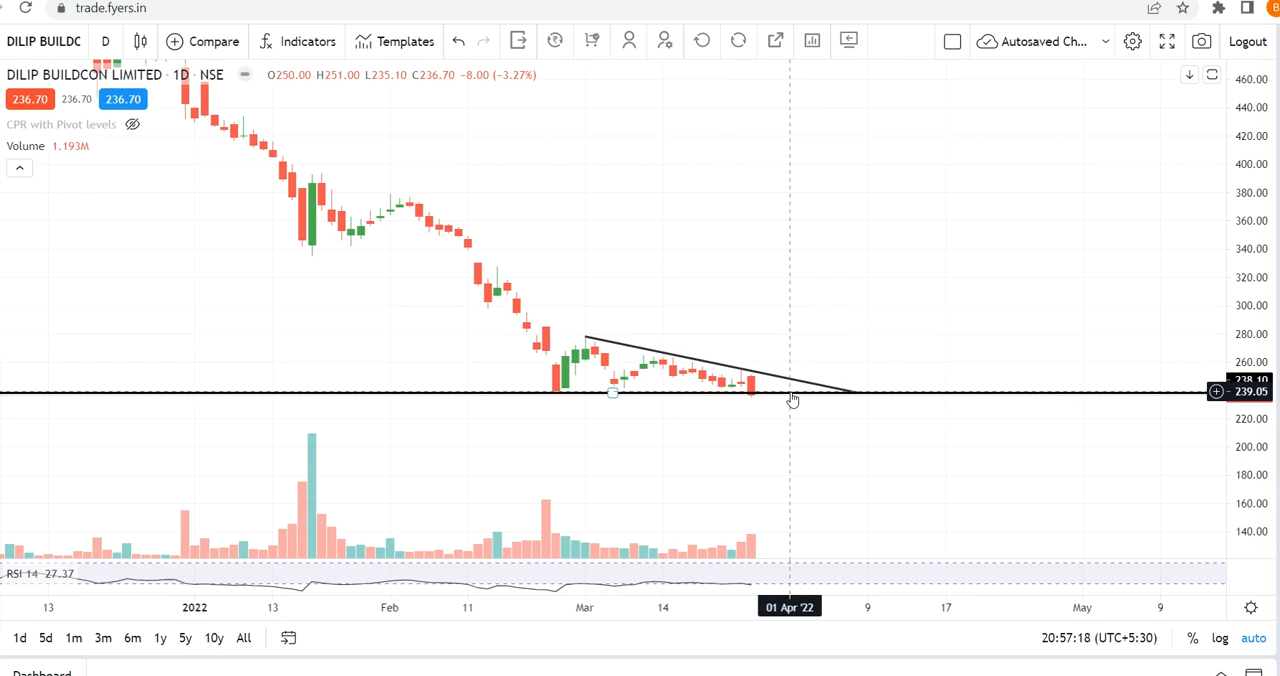 trade.fyers.in
B
DILIP BUILDC D Compare Indicators Templates Autosaved Ch... Logout
DILIP BUILDCON LIMITED · 1D · NSE O250.00 H251.00 L235.10 C236.70 −8.00 (−3.27%)
236.70 236.70 236.70
CPR with Pivot levels
Volume 1.193M
460.00
440.00
420.00
400.00
380.00
360.00
340.00
320.00
300.00
280.00
260.00
239.05
220.00
200.00
180.00
160.00
140.00
RSI 14 27.37
13 2022 13 Feb 11 Mar 14 01 Apr '22 9 17 May 9
1d 5d 1m 3m 6m 1y 5y 10y All 20:57:18 (UTC+5:30) % log auto
Dashboard